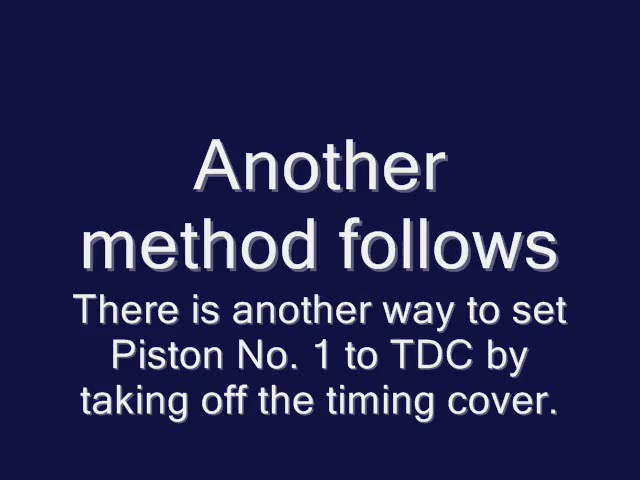 Another
method follows
There is another way to set
Piston No. 1 to TDC by
taking off the timing cover.